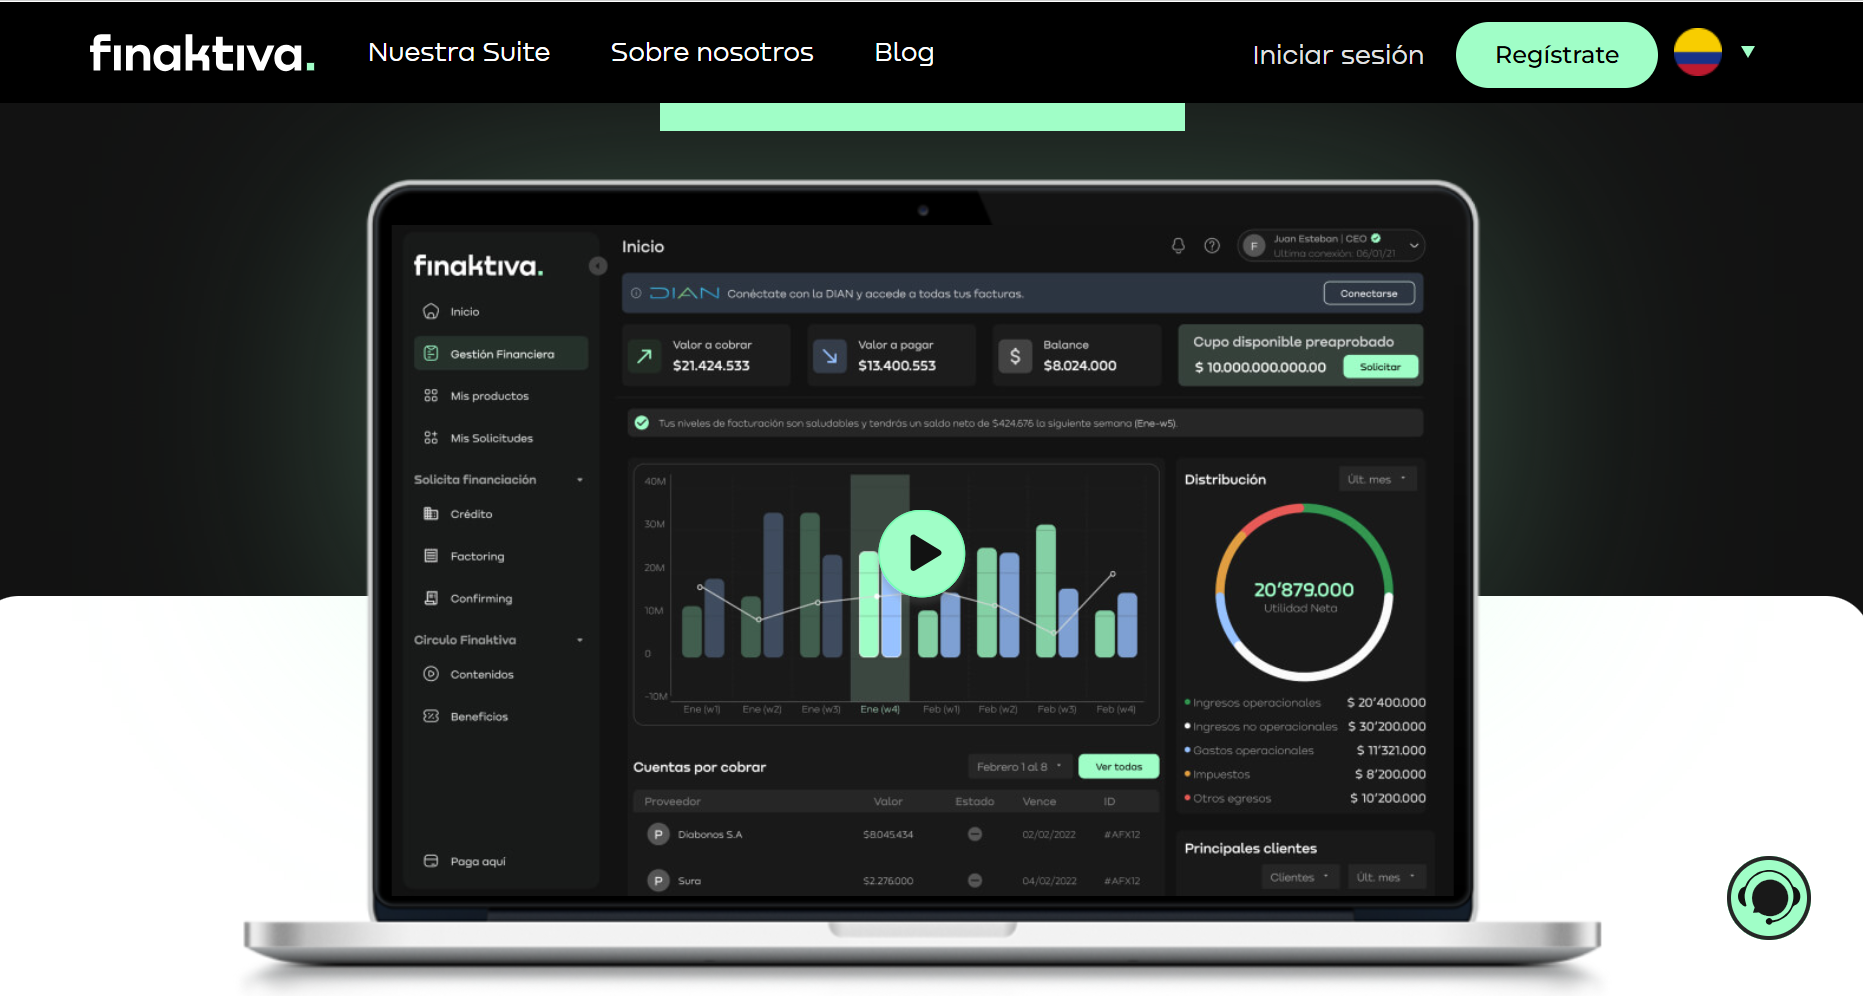 finaktiva.
Nuestra Suite
Sobre nosotros
Blog
Iniciar sesión
Regístrate
finaktiva.
Inicio
Gestión Financiera
Mis productos
Mis Solicitudes
Solicita financiación
Crédito
Factoring
Confirming
Circulo Finaktiva
Contenidos
Beneficios
Paga aquí
Inicio
Juan Esteban | CEO
Ultima conexión: 06/01/21
DIAN Conéctate con la DIAN y accede a todas tus facturas.
Conectarse
Valor a cobrar
$21.424.533
Valor a pagar
$13.400.553
Balance
$8.024.000
Cupo disponible preaprobado
$ 10.000.000.000.00
Solicitar
Tus niveles de facturación son saludables y tendrás un saldo neto de $424.676 la siguiente semana (Ene-w5).
40M
30M
20M
10M
0
-10M
Ene (w1) Ene (w2) Ene (w3) Ene (w4) Feb (w1) Feb (w2) Feb (w3) Feb (w4)
Distribución
Últ. mes
20'879.000
Utilidad Neta
Ingresos operacionales $ 20'400.000
Ingresos no operacionales $ 30'200.000
Gastos operacionales $ 11'321.000
Impuestos $ 8'200.000
Otros egresos $ 10'200.000
Cuentas por cobrar
Febrero 1 al 8
Ver todas
Proveedor Valor Estado Vence ID
P Diabonos S.A $8.045.434 02/02/2022 #AFX12
P Sura $2.276.000 04/02/2022 #AFX12
Principales clientes
Clientes
Últ. mes